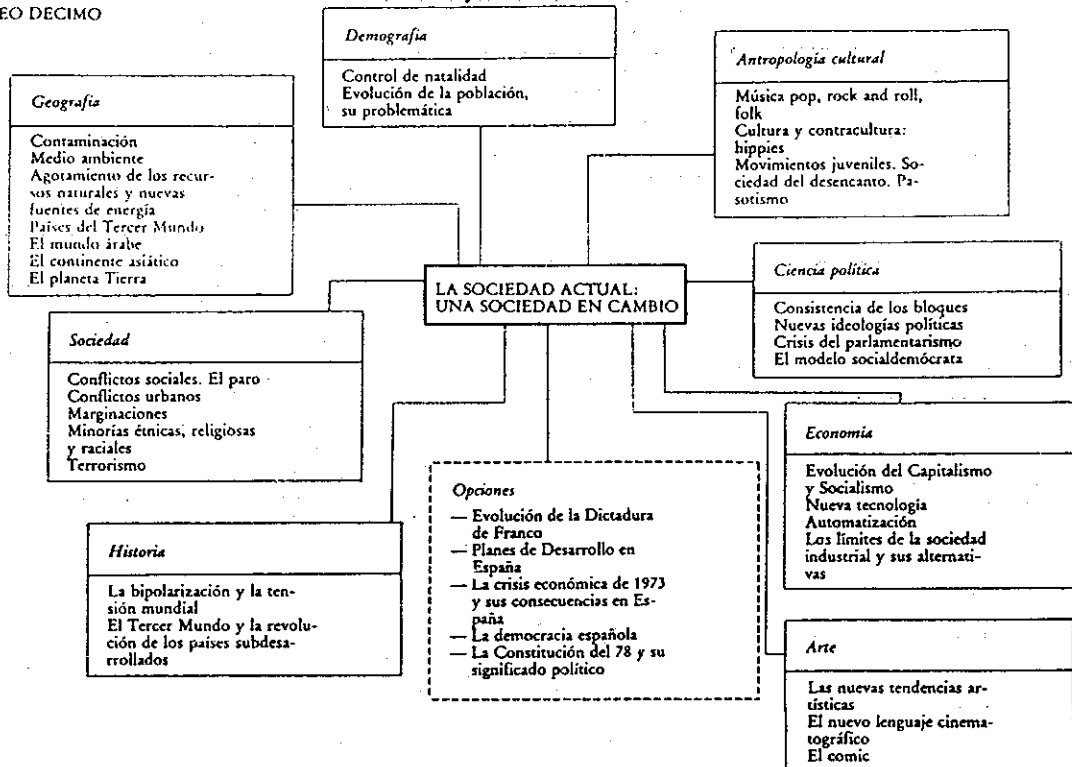 EO DECIMO
Demografía
Control de natalidad
Evolución de la población,
su problemática
Antropología cultural
Música pop, rock and roll,
folk
Cultura y contracultura:
hippies
Movimientos juveniles. So-
ciedad del desencanto. Pa-
sotismo
Geografía
Contaminación
Medio ambiente
Agotamiento de los recur-
sos naturales y nuevas
fuentes de energía
Países del Tercer Mundo
El mundo árabe
El continente asiático
El planeta Tierra
LA SOCIEDAD ACTUAL:
UNA SOCIEDAD EN CAMBIO
Ciencia política
Consistencia de los bloques
Nuevas ideologías políticas
Crisis del parlamentarismo
El modelo socialdemócrata
Sociedad
Conflictos sociales. El paro
Conflictos urbanos
Marginaciones
Minorías étnicas, religiosas
y raciales
Terrorismo
Economía
Evolución del Capitalismo
y Socialismo
Nueva tecnología
Automatización
Los límites de la sociedad
industrial y sus alternati-
vas
Opciones
— Evolución de la Dictadura
de Franco
— Planes de Desarrollo en
España
— La crisis económica de 1973
y sus consecuencias en Es-
paña
— La democracia española
— La Constitución del 78 y su
significado político
Historia
La bipolarización y la ten-
sión mundial
El Tercer Mundo y la revolu-
ción de los países subdesa-
rrollados
Arte
Las nuevas tendencias ar-
tísticas
El nuevo lenguaje cinema-
tográfico
El comic